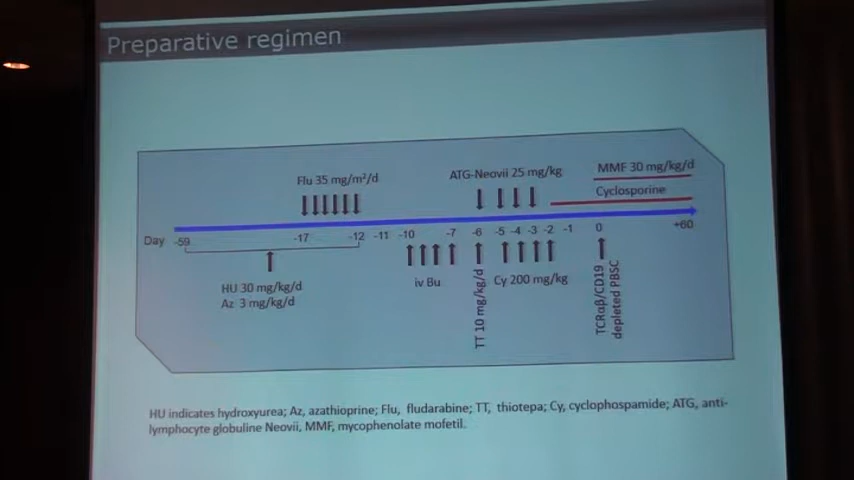 Preparative regimen
Flu 35 mg/m²/d
ATG-Neovii 25 mg/kg
MMF 30 mg/kg/d
Cyclosporine
Day -59 -17 -12 -11 -10 -7 -6 -5 -4 -3 -2 -1 0 +60
HU 30 mg/kg/d
Az 3 mg/kg/d
iv Bu
TT 10 mg/kg/d
Cy 200 mg/kg
TCRαβ/CD19
depleted PBSC
HU indicates hydroxyurea; Az, azathioprine; Flu, fludarabine; TT, thiotepa; Cy, cyclophospamide; ATG, anti-
lymphocyte globuline Neovii, MMF, mycophenolate mofetil.